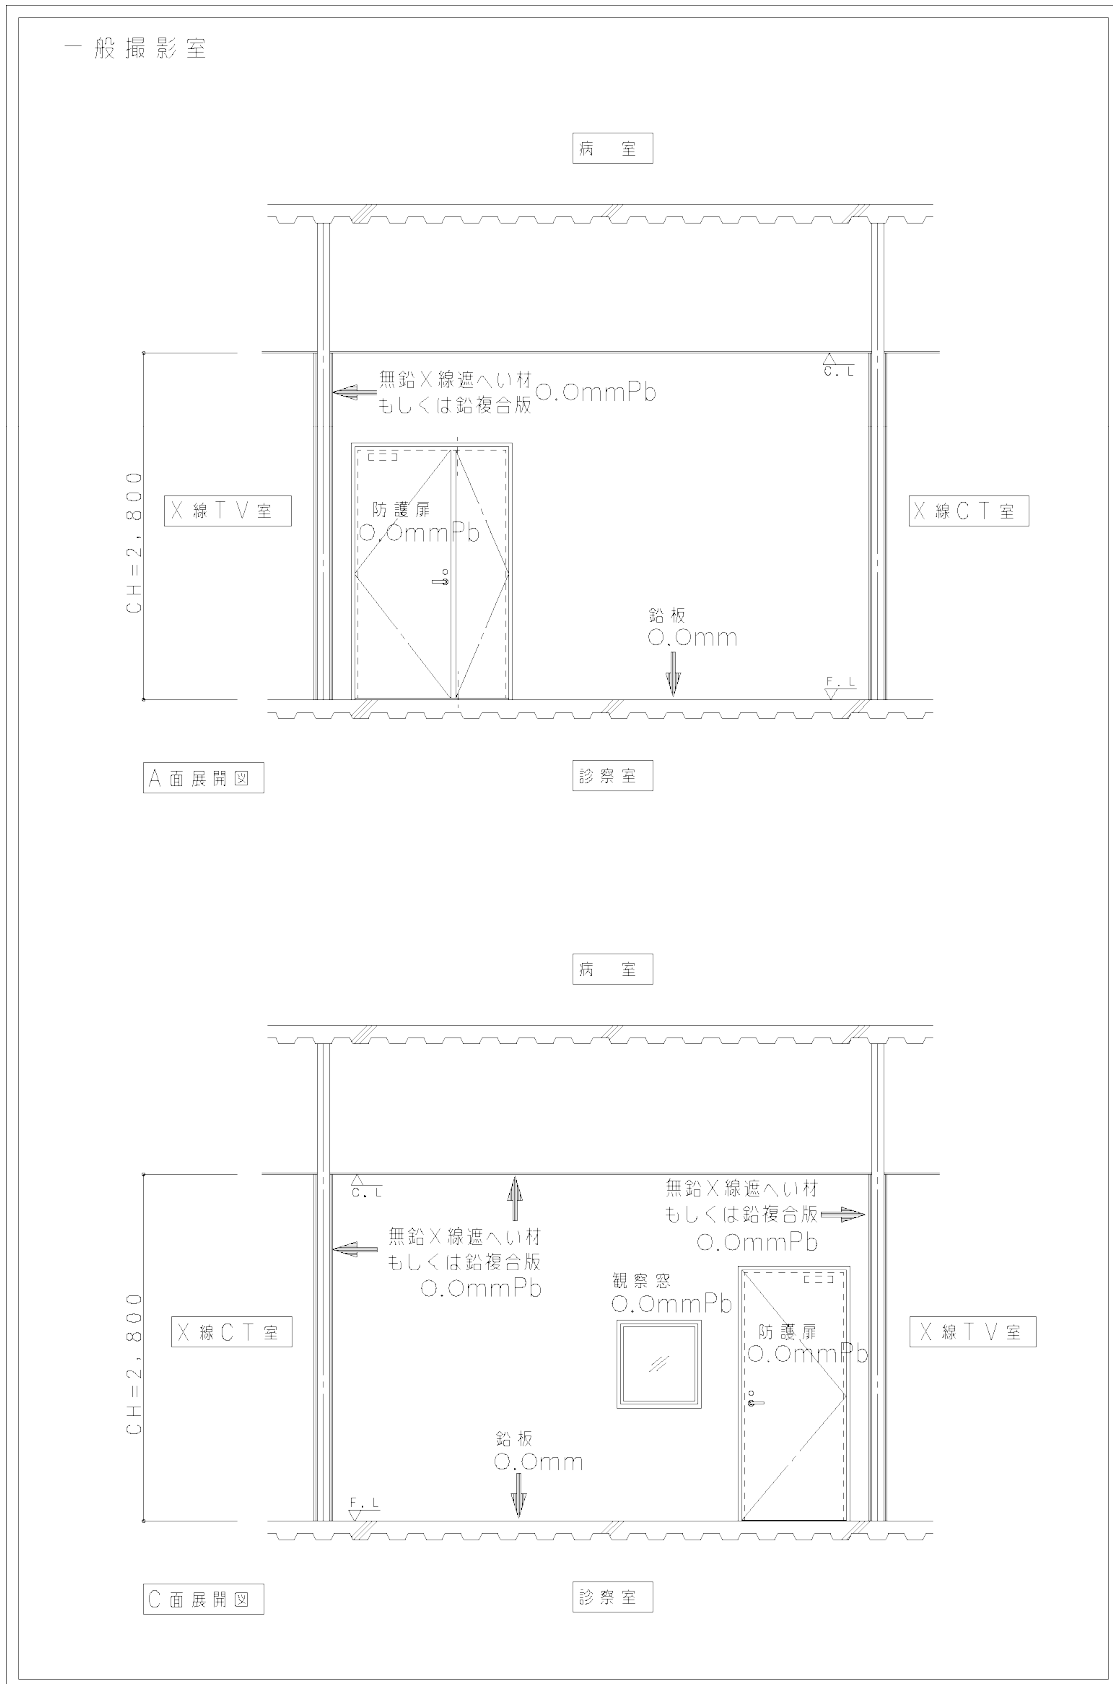 一般撮影室
病 室
C.L
無鉛X線遮へい材
もしくは鉛複合版
0.0mmPb
CH=2,800
X線TV室
防護扉
0.0mmPb
X線CT室
鉛板
0.0mm
F.L
A面展開図
診察室
病 室
C.L
無鉛X線遮へい材
もしくは鉛複合版
0.0mmPb
無鉛X線遮へい材
もしくは鉛複合版
0.0mmPb
観察窓
0.0mmPb
CH=2,800
X線CT室
防護扉
0.0mmPb
X線TV室
鉛板
0.0mm
F.L
C面展開図
診察室